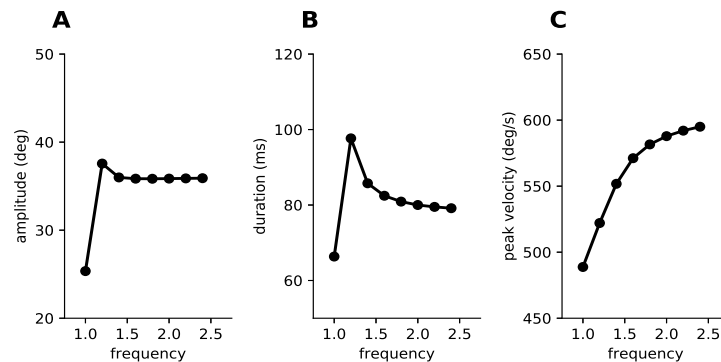 A
amplitude (deg)
50
40
30
20
1.0
1.5
2.0
2.5
frequency
B
duration (ms)
120
100
80
60
1.0
1.5
2.0
2.5
frequency
C
peak velocity (deg/s)
650
600
550
500
450
1.0
1.5
2.0
2.5
frequency